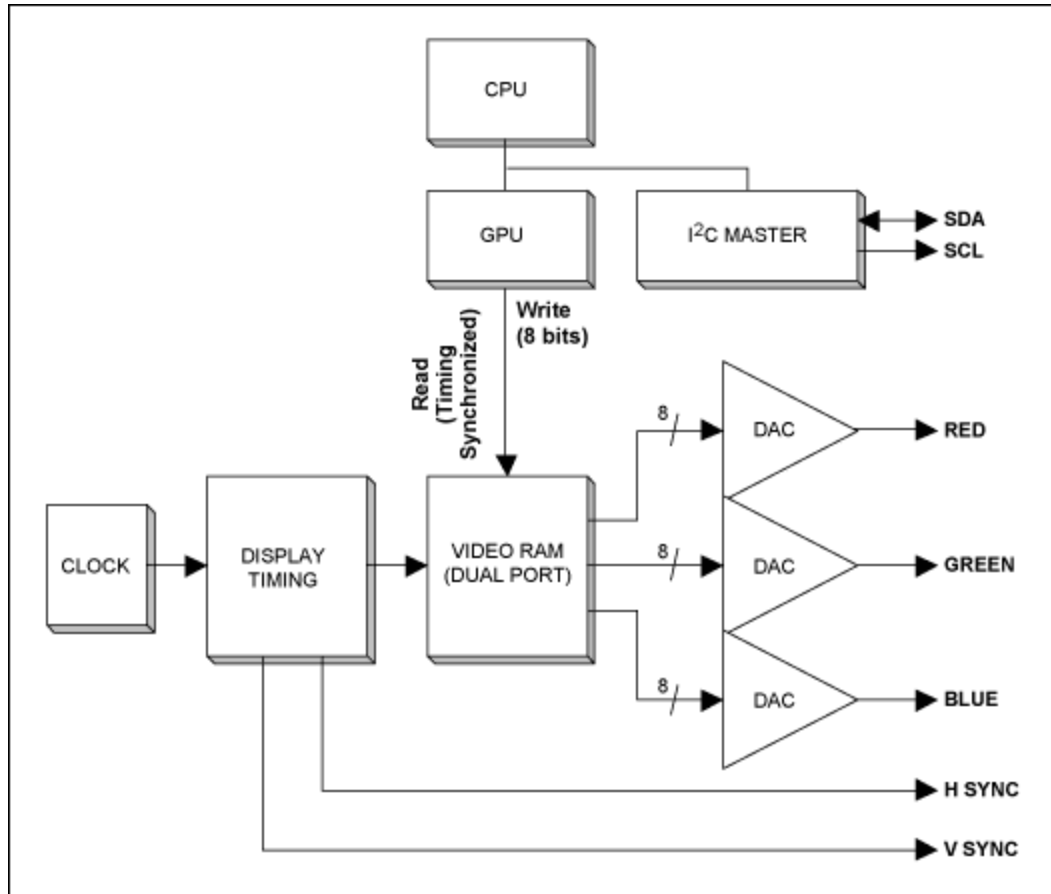 CPU
GPU
I²C MASTER
SDA
SCL
Write
(8 bits)
Read
(Timing
Synchronized)
8
DAC
RED
CLOCK
DISPLAY
TIMING
VIDEO RAM
(DUAL PORT)
8
DAC
GREEN
8
DAC
BLUE
H SYNC
V SYNC